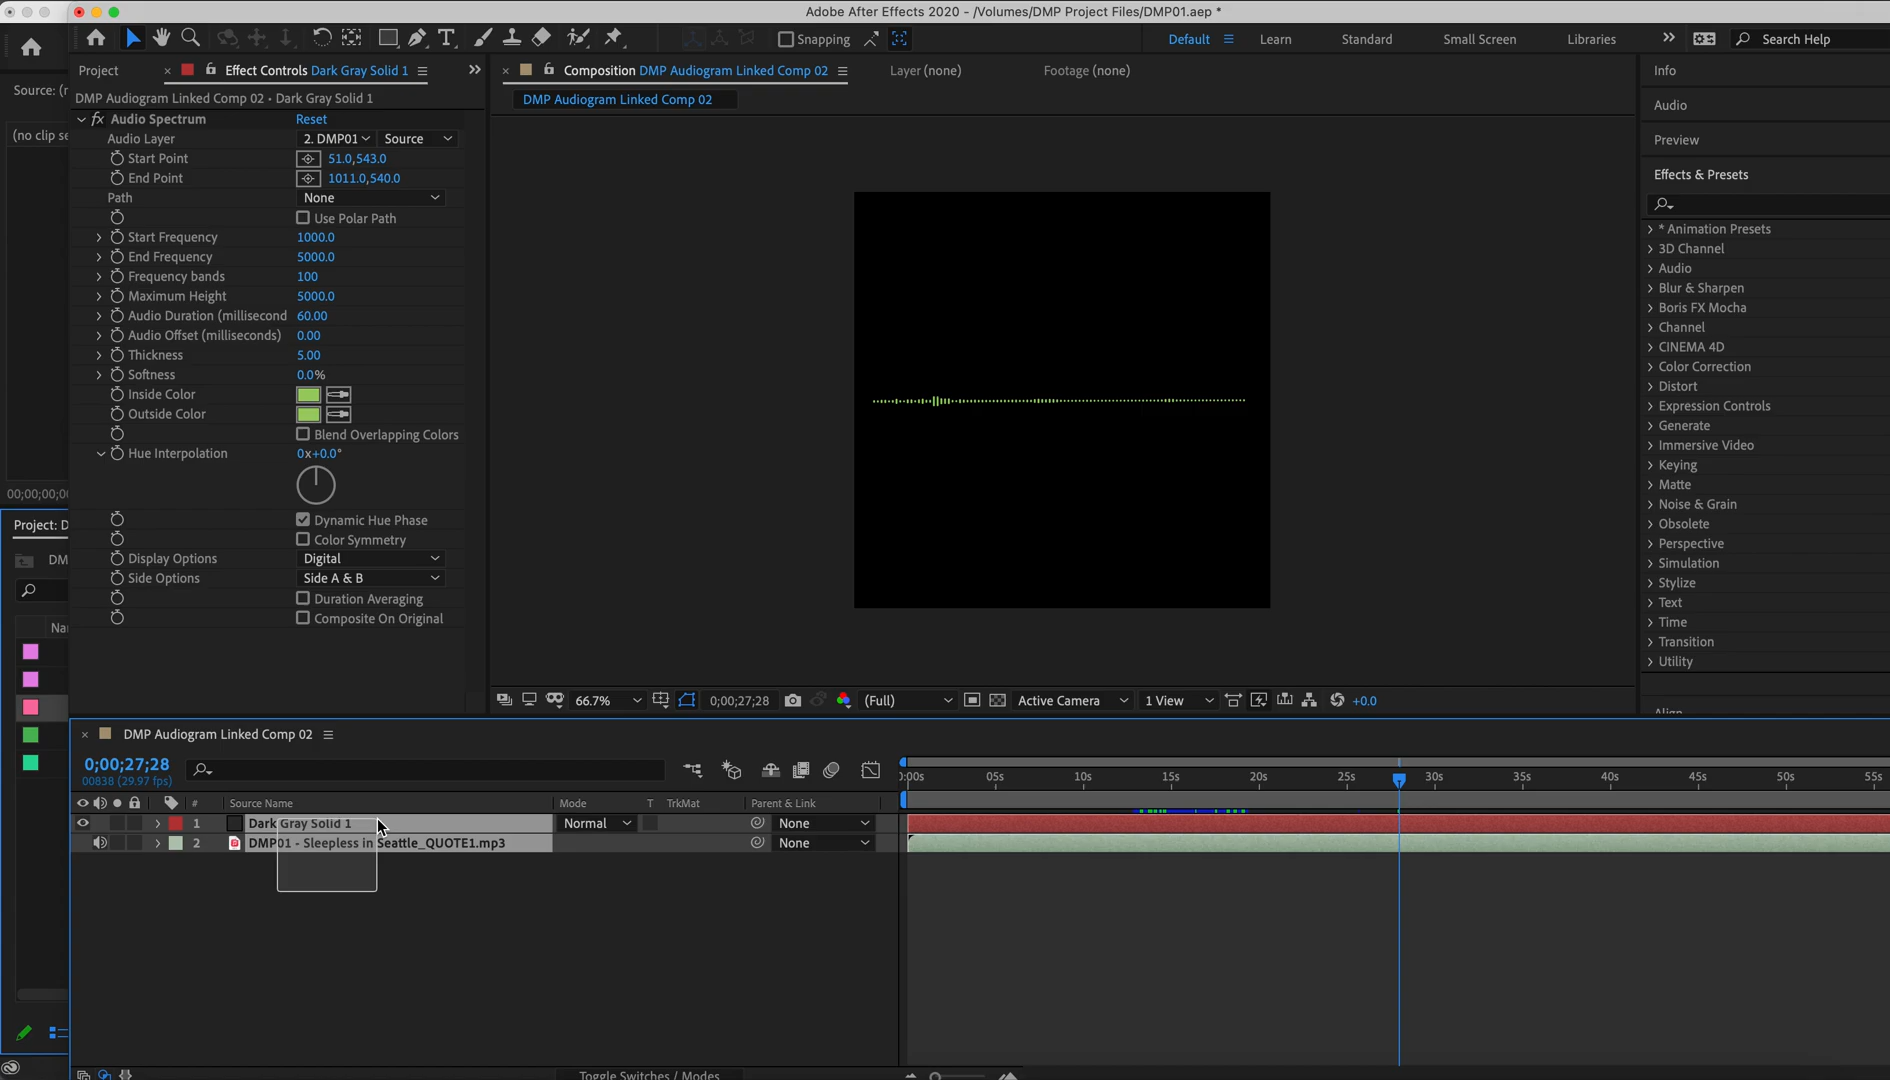 Adobe After Effects 2020 - /Volumes/DMP Project Files/DMP01.aep *
Snapping
Default
Learn
Standard
Small Screen
Libraries
Search Help
Source: (r
(no clip se
00;00;00;0
Project: D
DM
Na
Project
Effect Controls Dark Gray Solid 1
DMP Audiogram Linked Comp 02 • Dark Gray Solid 1
fx Audio Spectrum Reset
Audio Layer 2. DMP01 Source
Start Point 51.0,543.0
End Point 1011.0,540.0
Path None
Use Polar Path
Start Frequency 1000.0
End Frequency 5000.0
Frequency bands 100
Maximum Height 5000.0
Audio Duration (millisecond 60.00
Audio Offset (milliseconds) 0.00
Thickness 5.00
Softness 0.0%
Inside Color
Outside Color
Blend Overlapping Colors
Hue Interpolation 0x+0.0°
Dynamic Hue Phase
Color Symmetry
Display Options Digital
Side Options Side A & B
Duration Averaging
Composite On Original
Composition DMP Audiogram Linked Comp 02
Layer (none)
Footage (none)
DMP Audiogram Linked Comp 02
66.7% 0;00;27;28 (Full) Active Camera 1 View +0.0
Info
Audio
Preview
Effects & Presets
* Animation Presets
3D Channel
Audio
Blur & Sharpen
Boris FX Mocha
Channel
CINEMA 4D
Color Correction
Distort
Expression Controls
Generate
Immersive Video
Keying
Matte
Noise & Grain
Obsolete
Perspective
Simulation
Stylize
Text
Time
Transition
Utility
Align
DMP Audiogram Linked Comp 02
0;00;27;28
00838 (29.97 fps)
# Source Name Mode T TrkMat Parent & Link
1 Dark Gray Solid 1 Normal None
2 DMP01 - Sleepless in Seattle_QUOTE1.mp3 None
:00s 05s 10s 15s 20s 25s 30s 35s 40s 45s 50s 55s
Toggle Switches / Modes